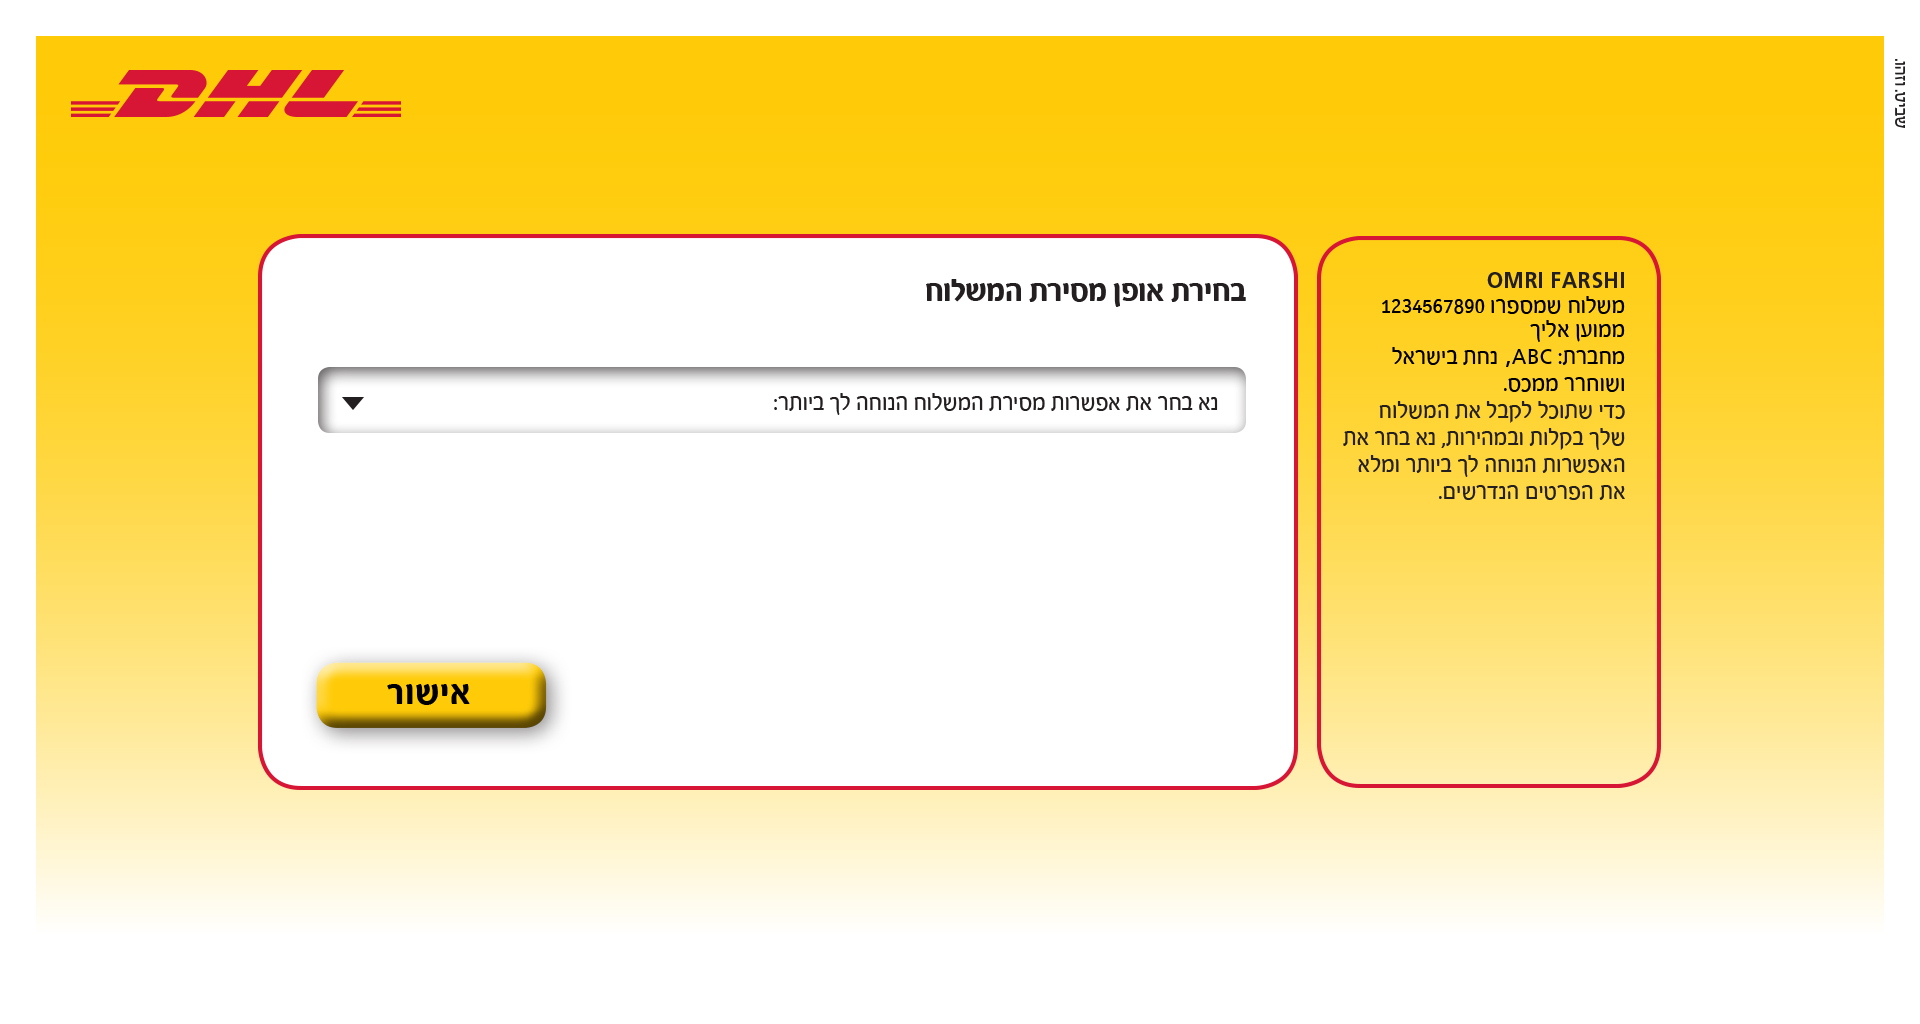 DHL
שביט. וזהו.
OMRI FARSHI
משלוח שמספרו 1234567890
ממוען אליך
מחברת: ABC, נחת בישראל
ושוחרר ממכס.
כדי שתוכל לקבל את המשלוח
שלך בקלות ובמהירות, נא בחר את
האפשרות הנוחה לך ביותר ומלא
את הפרטים הנדרשים.
בחירת אופן מסירת המשלוח
נא בחר את אפשרות מסירת המשלוח הנוחה לך ביותר:
אישור